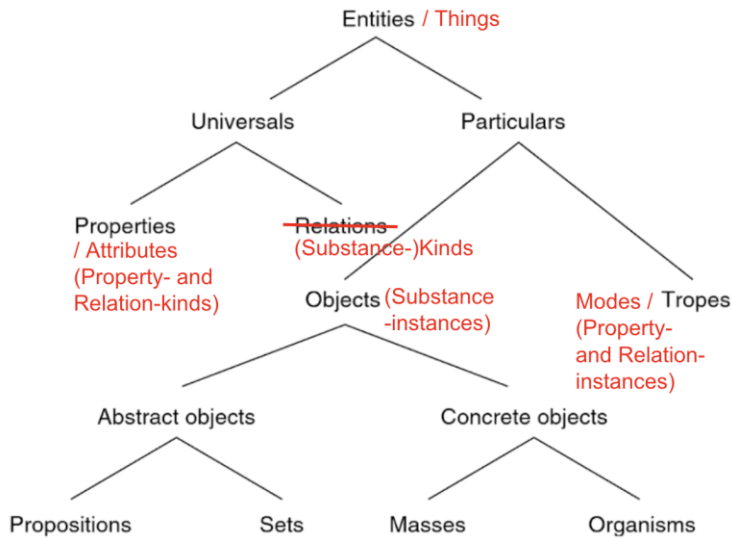 Entities / Things
Universals
Particulars
Properties
/ Attributes
(Property- and
Relation-kinds)
Relations
(Substance-)Kinds
Objects (Substance
-instances)
Modes / Tropes
(Property-
and Relation-
instances)
Abstract objects
Concrete objects
Propositions
Sets
Masses
Organisms